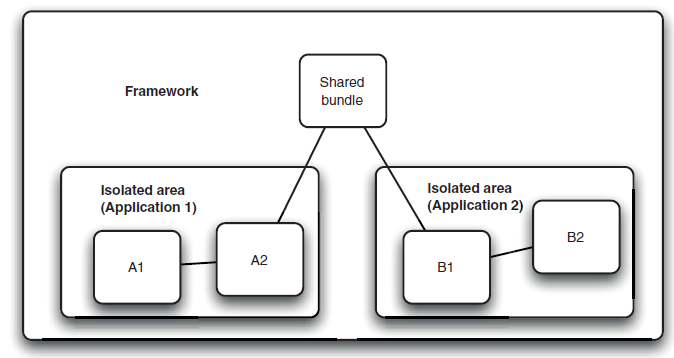 Shared
bundle
Framework
Isolated area
(Application 1)
A1
A2
Isolated area
(Application 2)
B1
B2